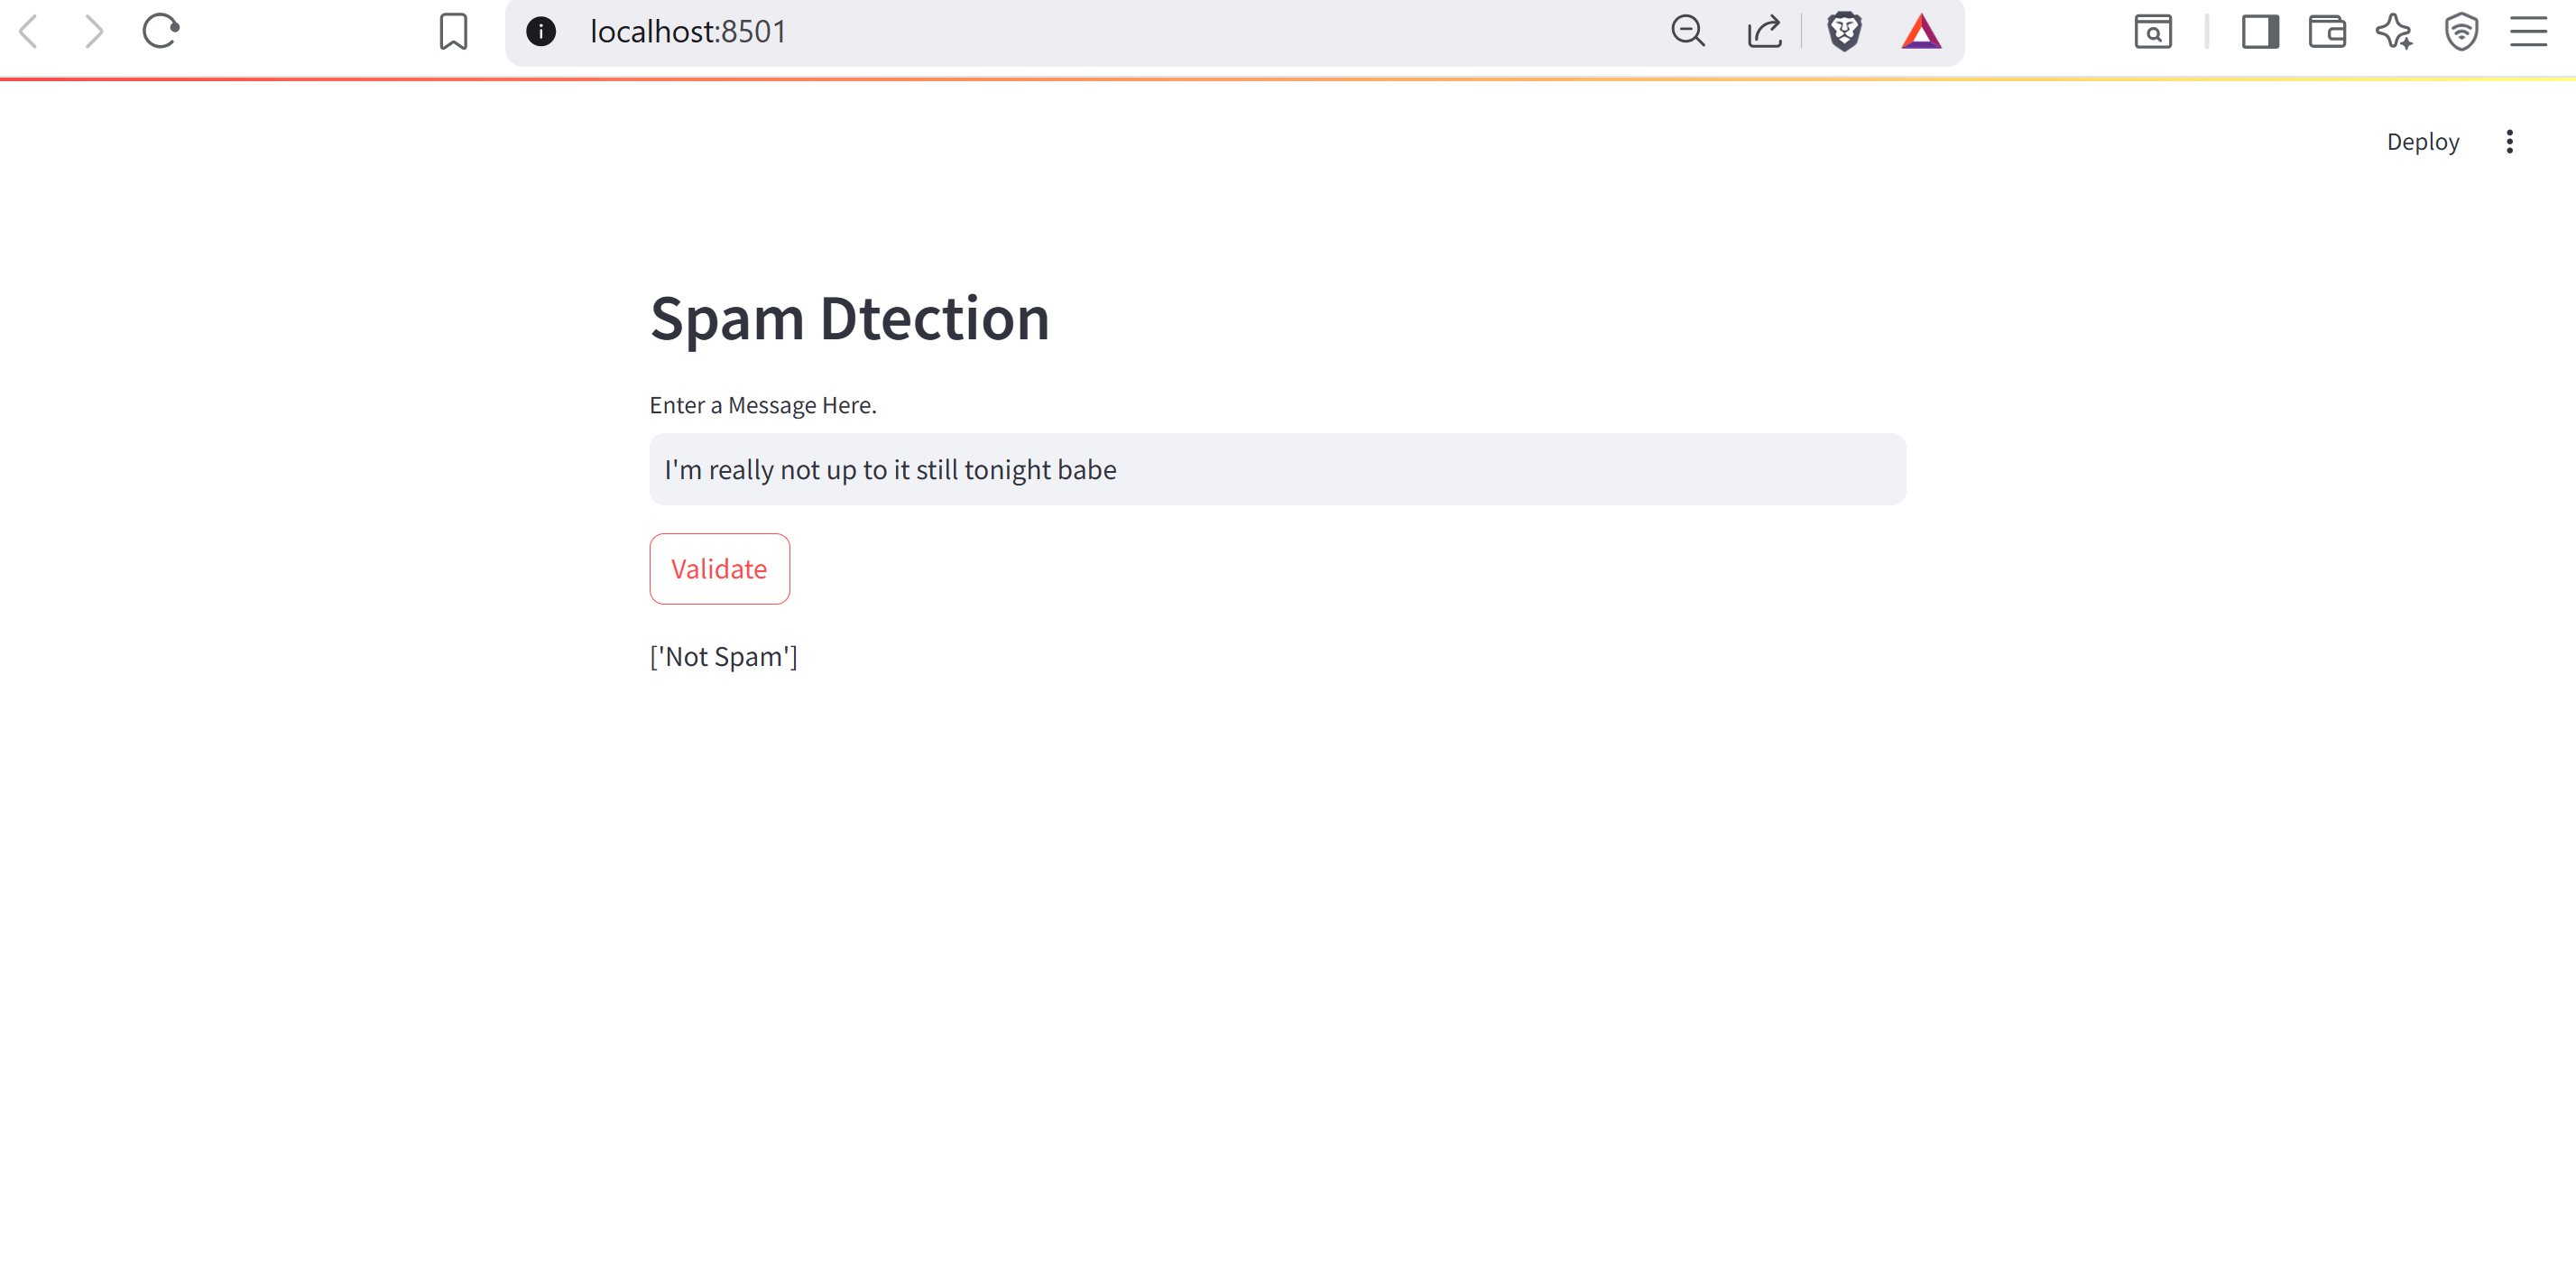 localhost:8501
Deploy
Spam Dtection
Enter a Message Here.
I'm really not up to it still tonight babe
Validate
['Not Spam']